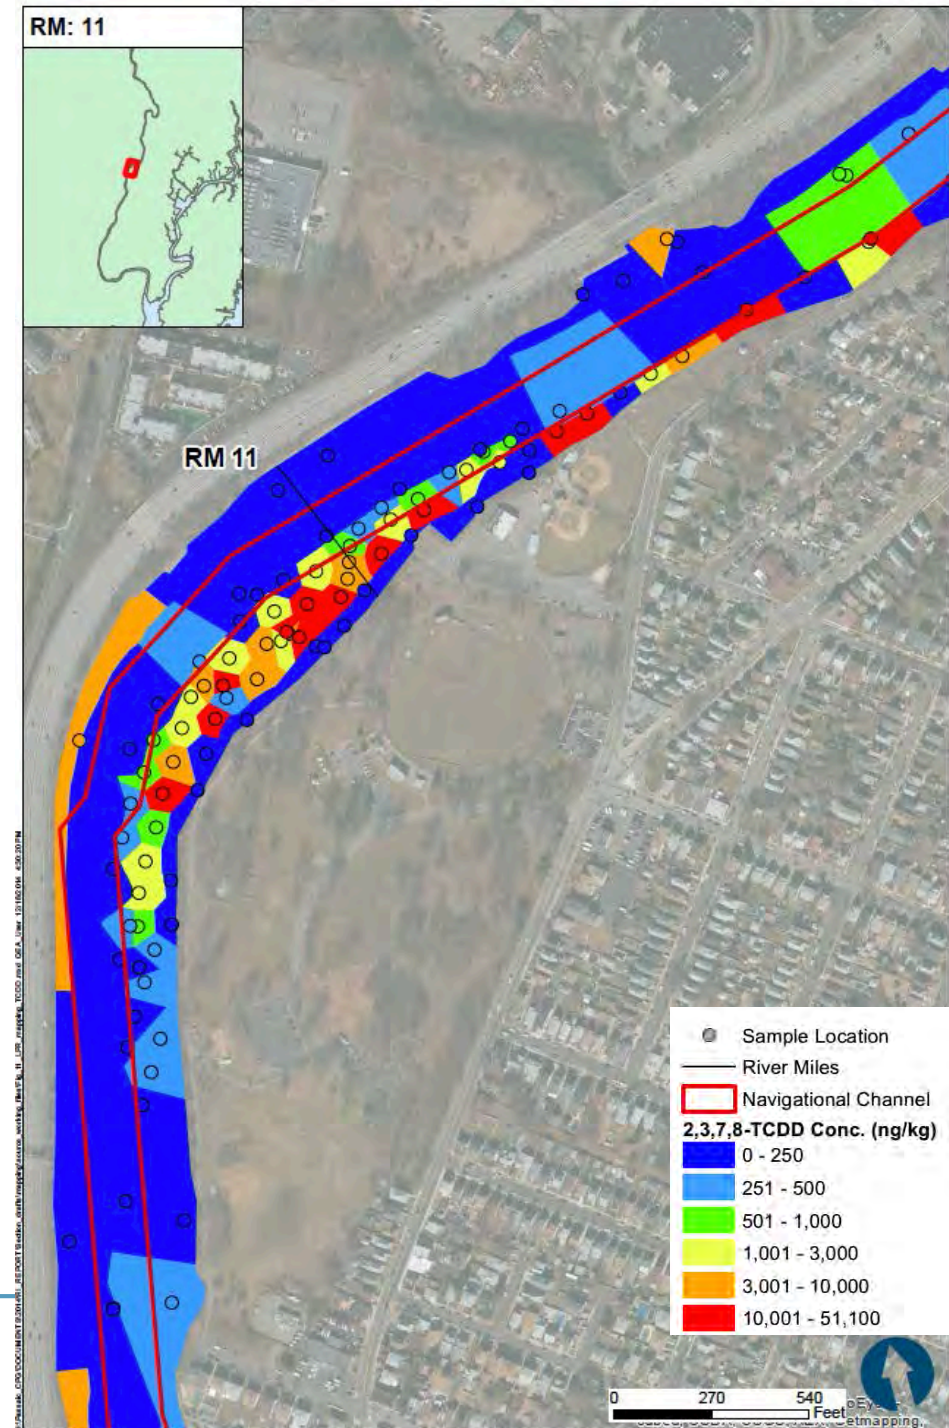 RM: 11
RM 11
Sample Location
River Miles
Navigational Channel
2,3,7,8-TCDD Conc. (ng/kg)
0 - 250
251 - 500
501 - 1,000
1,001 - 3,000
3,001 - 10,000
10,001 - 51,100
0 270 540
Feet